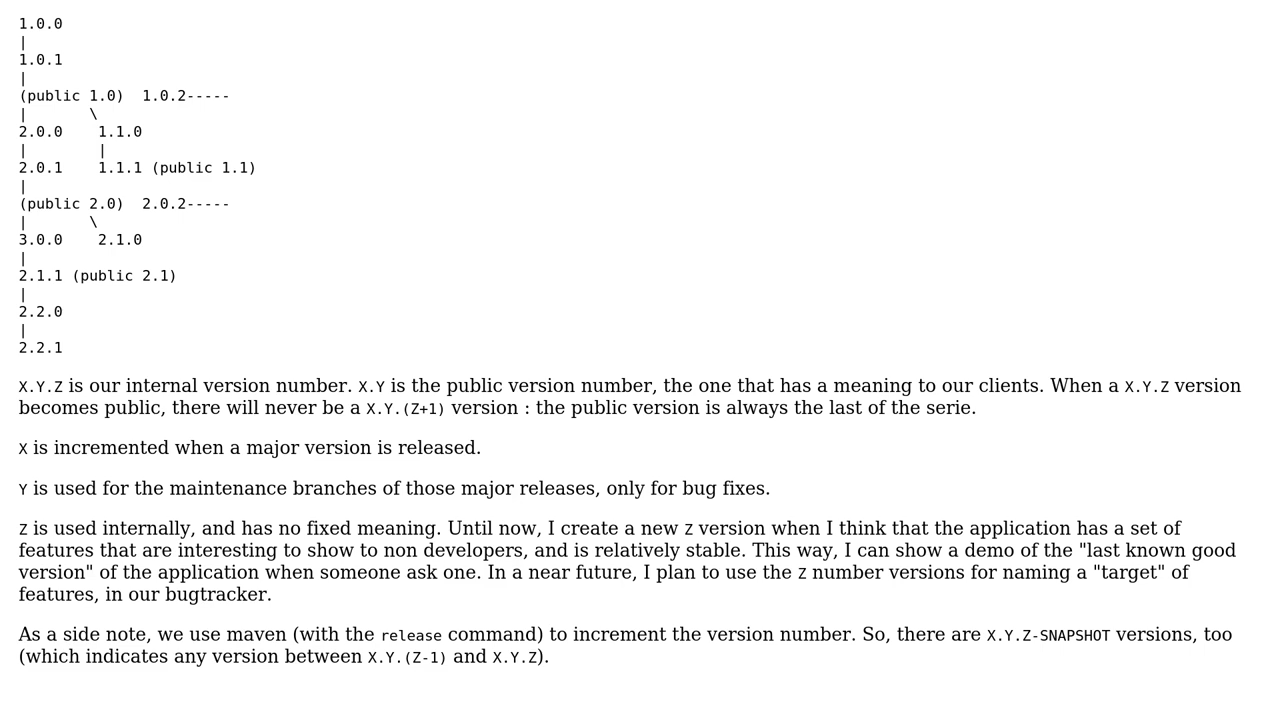 1.0.0
|
1.0.1
|
(public 1.0)  1.0.2-----
|       \
2.0.0    1.1.0
|        |
2.0.1    1.1.1 (public 1.1)
|
(public 2.0)  2.0.2-----
|       \
3.0.0    2.1.0
|
2.1.1 (public 2.1)
|
2.2.0
|
2.2.1
X.Y.Z is our internal version number. X.Y is the public version number, the one that has a meaning to our clients. When a X.Y.Z version
becomes public, there will never be a X.Y.(Z+1) version : the public version is always the last of the serie.
X is incremented when a major version is released.
Y is used for the maintenance branches of those major releases, only for bug fixes.
Z is used internally, and has no fixed meaning. Until now, I create a new Z version when I think that the application has a set of
features that are interesting to show to non developers, and is relatively stable. This way, I can show a demo of the "last known good
version" of the application when someone ask one. In a near future, I plan to use the Z number versions for naming a "target" of
features, in our bugtracker.
As a side note, we use maven (with the release command) to increment the version number. So, there are X.Y.Z-SNAPSHOT versions, too
(which indicates any version between X.Y.(Z-1) and X.Y.Z).